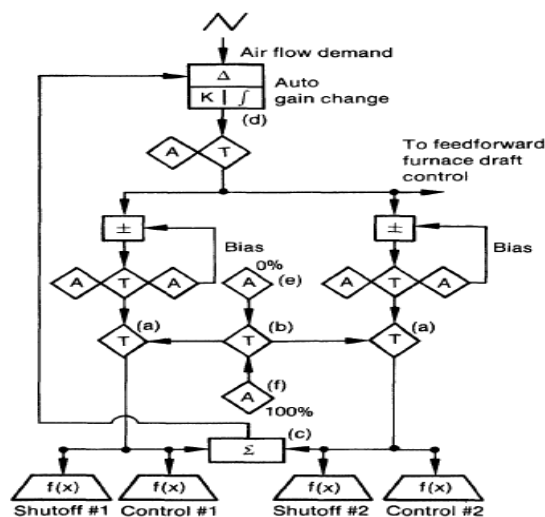 Air flow demand
Δ
K ∫
Auto
gain change
(d)
A T
To feedforward
furnace draft
control
±
Bias
±
Bias
A T A
0%
A
(e)
A T A
(a)
T
(b)
T
(a)
T
(f)
A
100%
(c)
Σ
f(x)
f(x)
f(x)
f(x)
Shutoff #1
Control #1
Shutoff #2
Control #2